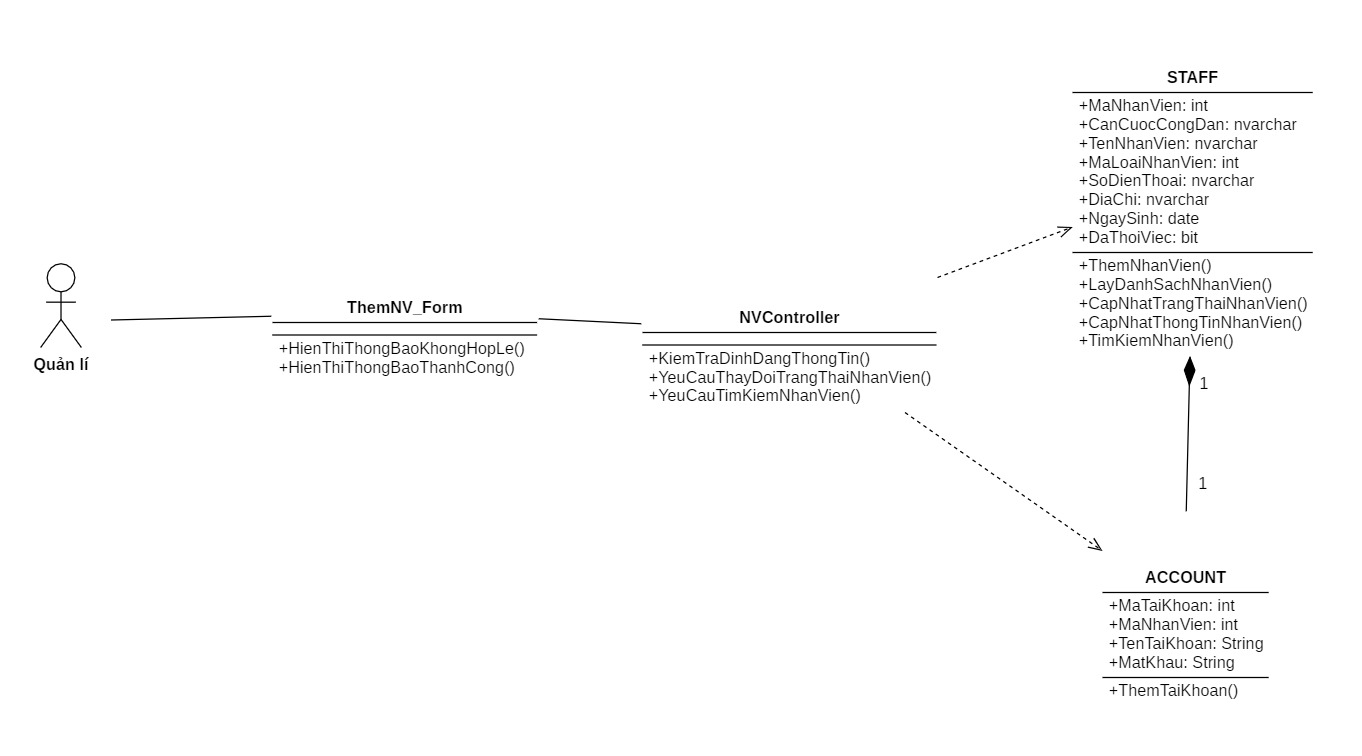 Quản lí
ThemNV_Form
+HienThiThongBaoKhongHopLe()
+HienThiThongBaoThanhCong()
NVController
+KiemTraDinhDangThongTin()
+YeuCauThayDoiTrangThaiNhanVien()
+YeuCauTimKiemNhanVien()
STAFF
+MaNhanVien: int
+CanCuocCongDan: nvarchar
+TenNhanVien: nvarchar
+MaLoaiNhanVien: int
+SoDienThoai: nvarchar
+DiaChi: nvarchar
+NgaySinh: date
+DaThoiViec: bit
+ThemNhanVien()
+LayDanhSachNhanVien()
+CapNhatTrangThaiNhanVien()
+CapNhatThongTinNhanVien()
+TimKiemNhanVien()
1
1
ACCOUNT
+MaTaiKhoan: int
+MaNhanVien: int
+TenTaiKhoan: String
+MatKhau: String
+ThemTaiKhoan()